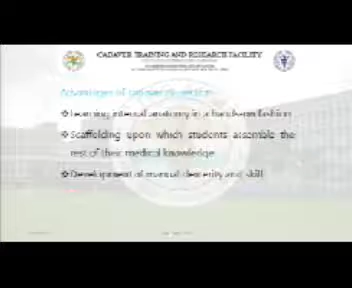 CADAVER TRAINING AND RESEARCH FACILITY
Advantages of cadaver dissection
❖Learning internal anatomy in a hands-on fashion
❖Scaffolding upon which students assemble the
rest of their medical knowledge
❖Development of manual dexterity and skill